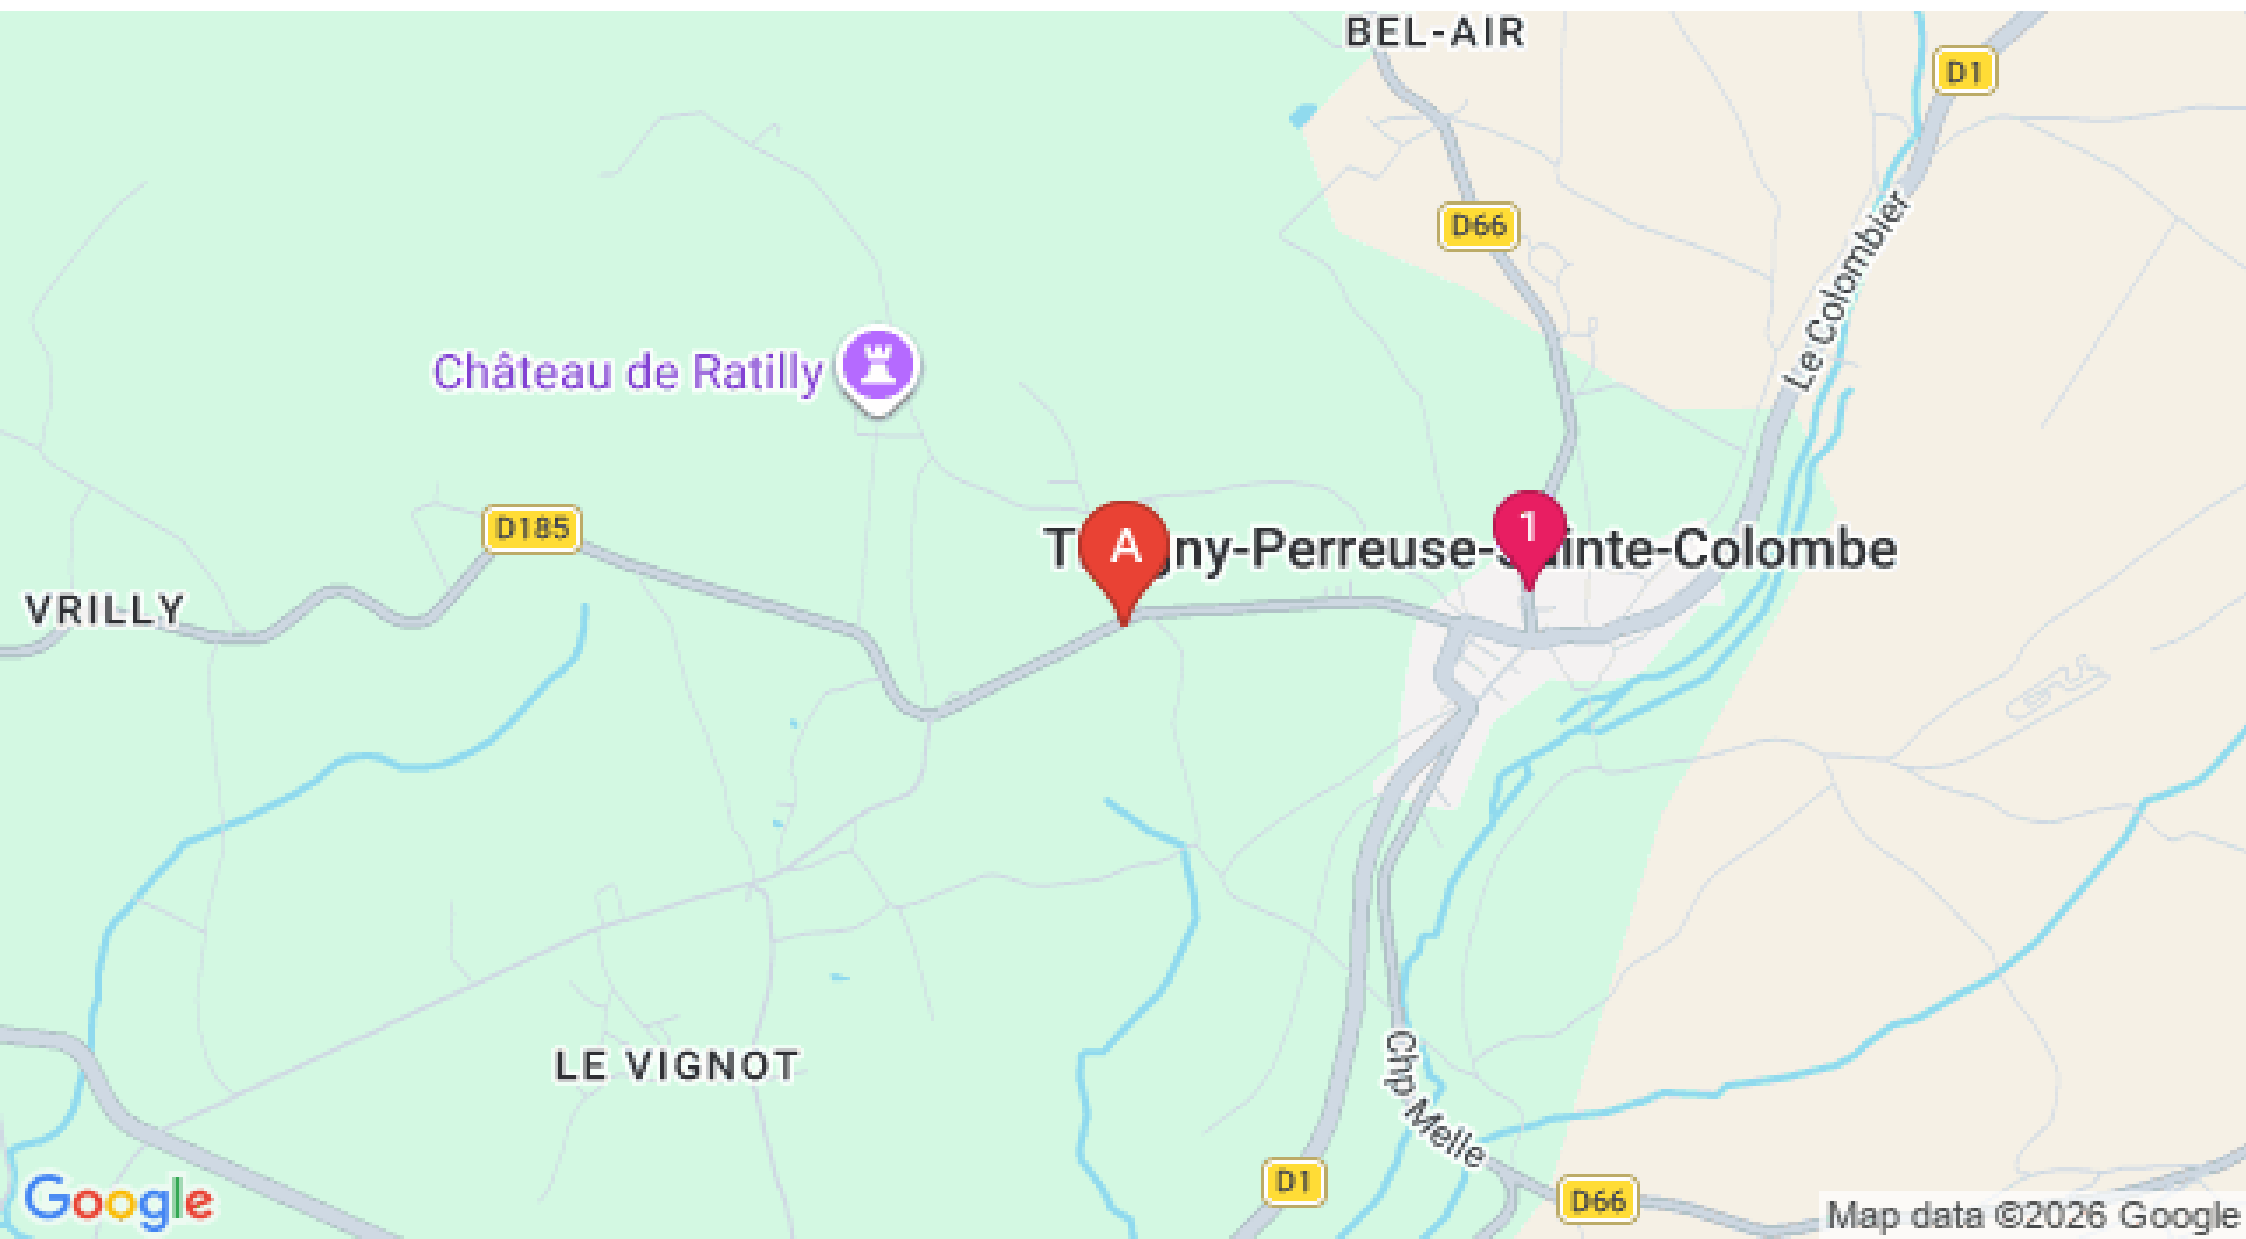 BEL-AIR
D1
D66
Le Colombier
Château de Ratilly
D185
A
1
ny-Perreuse-
inte-Colombe
VRILLY
LE VIGNOT
Chp Melle
D1
D66
Google
Map data ©2026 Google